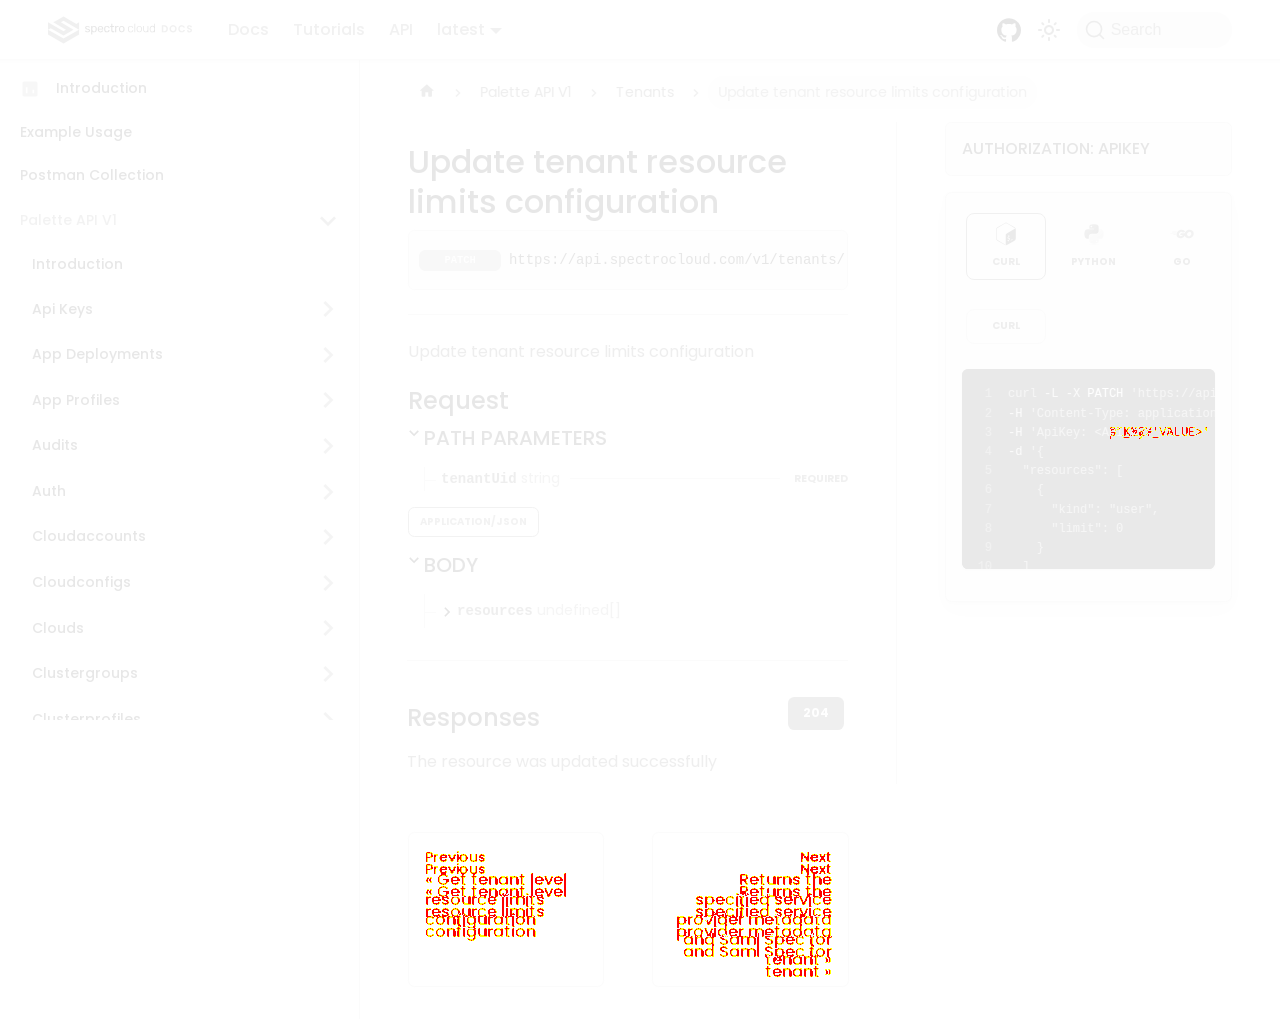 spectro cloud DOCS
Docs
Tutorials
API
latest
Search
Introduction
Example Usage
Postman Collection
Palette API V1
Introduction
Api Keys
App Deployments
App Profiles
Audits
Auth
Cloudaccounts
Cloudconfigs
Clouds
Clustergroups
Clusterprofiles
Palette API V1
Tenants
Update tenant resource limits configuration
Update tenant resource
limits configuration
PATCH
https://api.spectrocloud.com/v1/tenants/
Update tenant resource limits configuration
Request
PATH PARAMETERS
tenantUid string
REQUIRED
APPLICATION/JSON
BODY
resources undefined[]
Responses
204
The resource was updated successfully
Previous
« Get tenant level
resource limits
configuration
Next
Returns the
specified service
provider metadata
and Saml Spec for
tenant »
AUTHORIZATION: APIKEY
CURL
PYTHON
GO
CURL
1 curl -L -X PATCH 'https://api
2 -H 'Content-Type: application
3 -H 'ApiKey: <A
4 -d '{
5 "resources": [
6 {
7 "kind": "user",
8 "limit": 0
9 }
10 ]